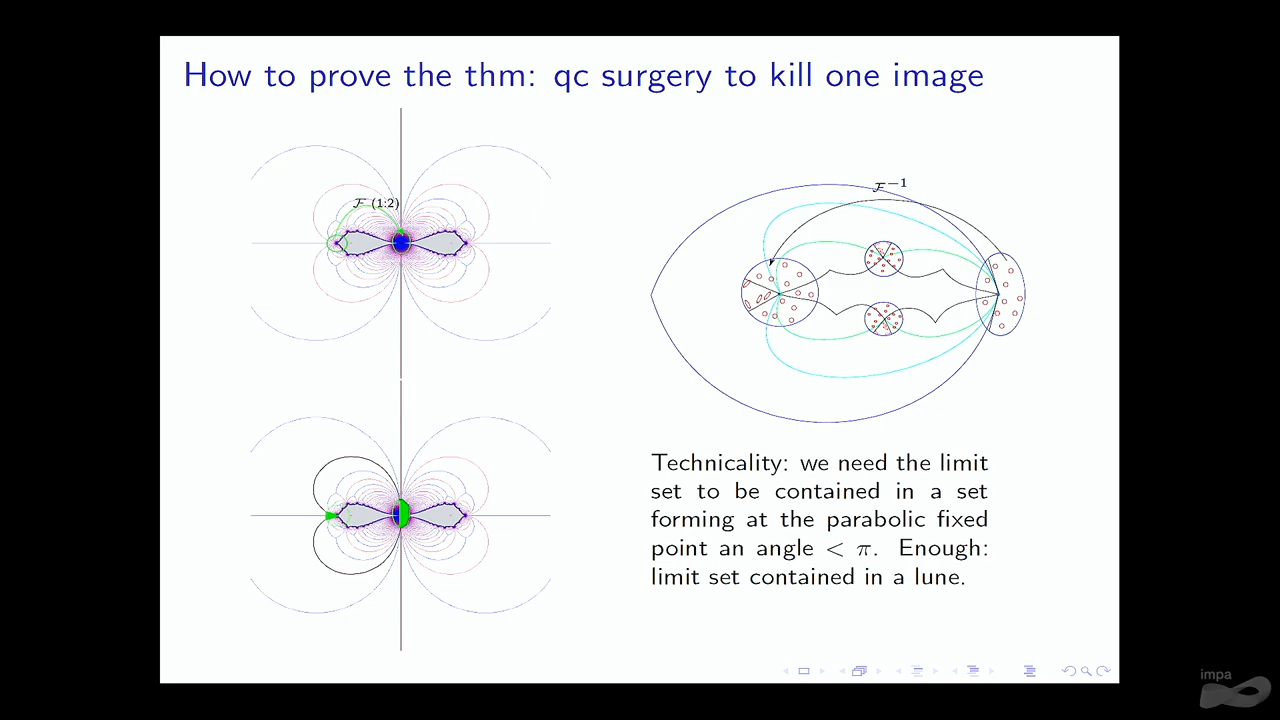 How to prove the thm: qc surgery to kill one image
F (1:2)
F⁻¹
Technicality: we need the limit
set to be contained in a set
forming at the parabolic fixed
point an angle < π. Enough:
limit set contained in a lune.
impa